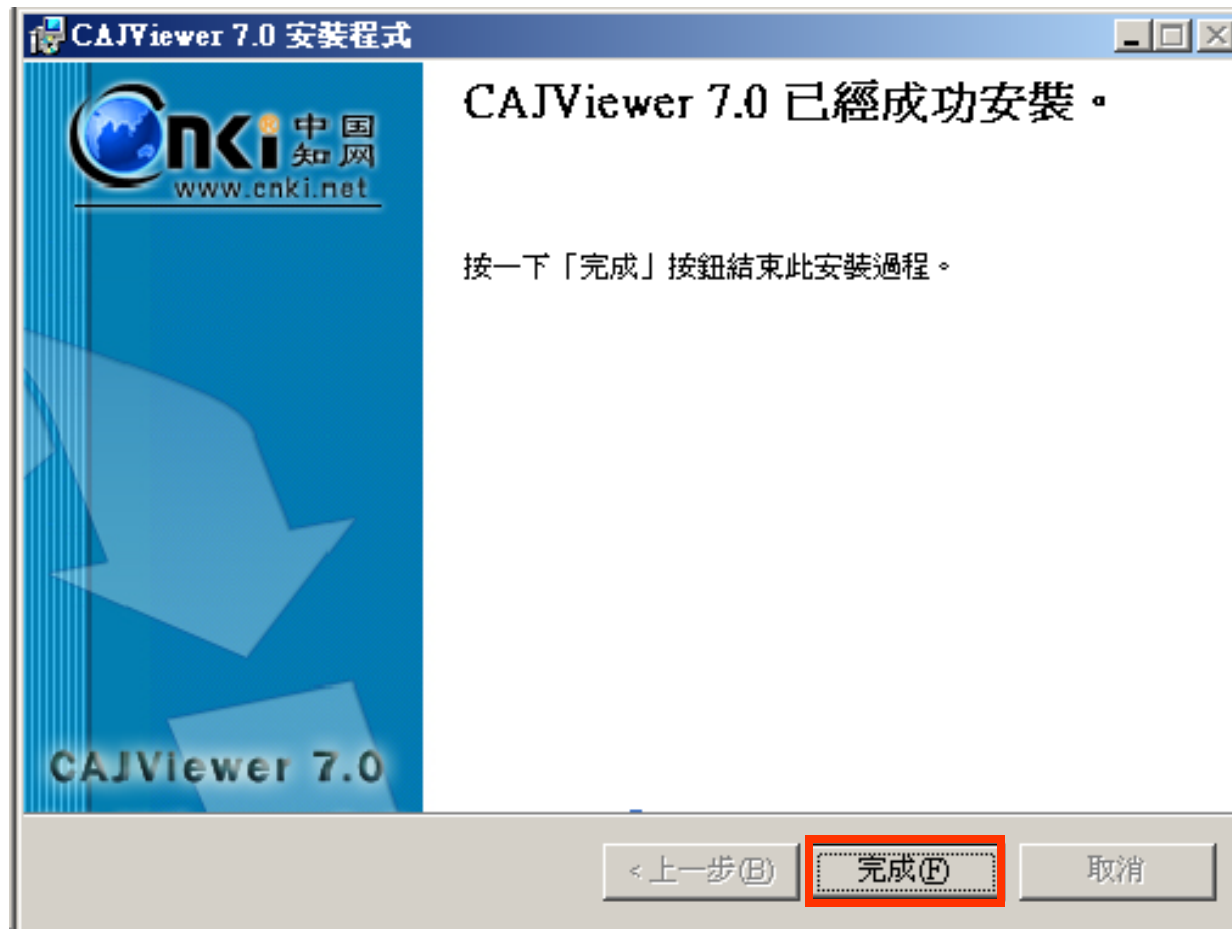 CAJViewer 7.0 安裝程式
cnki 中国知网
www.cnki.net
CAJViewer 7.0 已經成功安裝。
按一下「完成」按鈕結束此安裝過程。
CAJViewer 7.0
<上一步(B)
完成(F)
取消